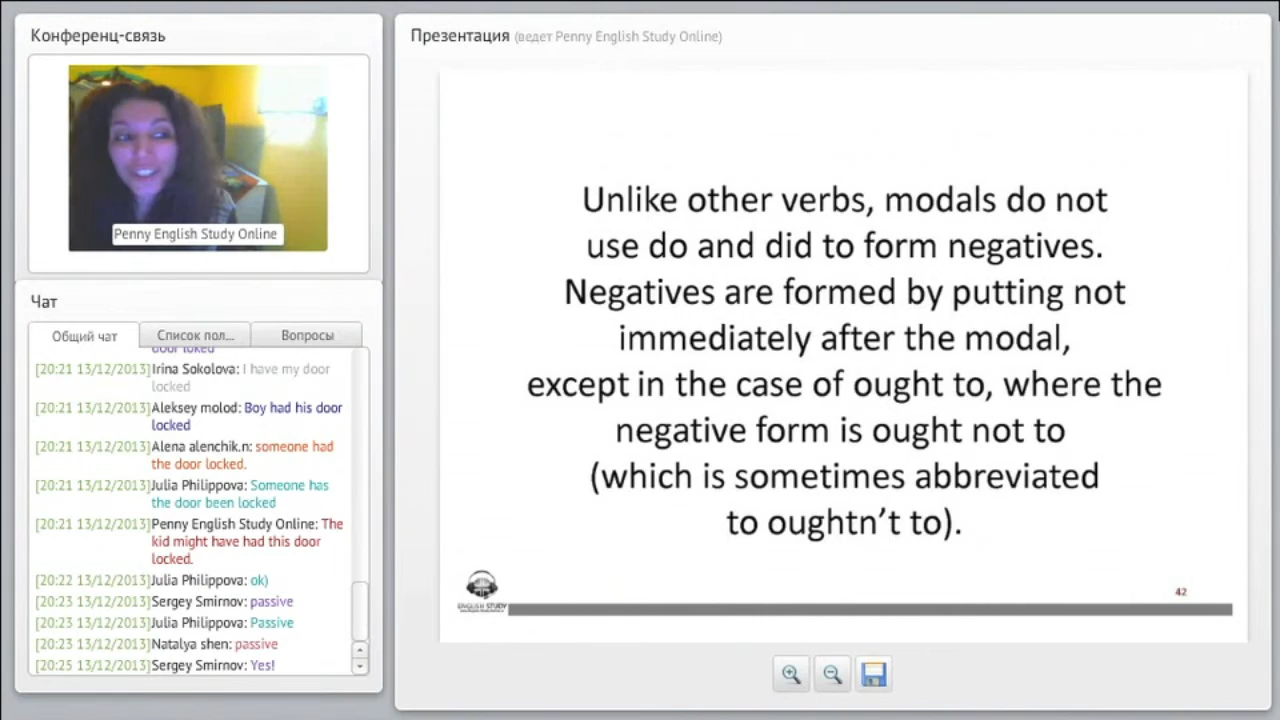 Конференц-связь
Penny English Study Online
Чат
Общий чат
Список пол...
Вопросы
door loked
[20:21 13/12/2013]Irina Sokolova: I have my door
locked
[20:21 13/12/2013]Aleksey molod: Boy had his door
locked
[20:21 13/12/2013]Alena alenchik.n: someone had
the door locked.
[20:21 13/12/2013]Julia Philippova: Someone has
the door been locked
[20:21 13/12/2013]Penny English Study Online: The
kid might have had this door
locked.
[20:22 13/12/2013]Julia Philippova: ok)
[20:23 13/12/2013]Sergey Smirnov: passive
[20:23 13/12/2013]Julia Philippova: Passive
[20:23 13/12/2013]Natalya shen: passive
[20:25 13/12/2013]Sergey Smirnov: Yes!
Презентация (ведет Penny English Study Online)
Unlike other verbs, modals do not
use do and did to form negatives.
Negatives are formed by putting not
immediately after the modal,
except in the case of ought to, where the
negative form is ought not to
(which is sometimes abbreviated
to oughtn’t to).
ENGLISH STUDY
42